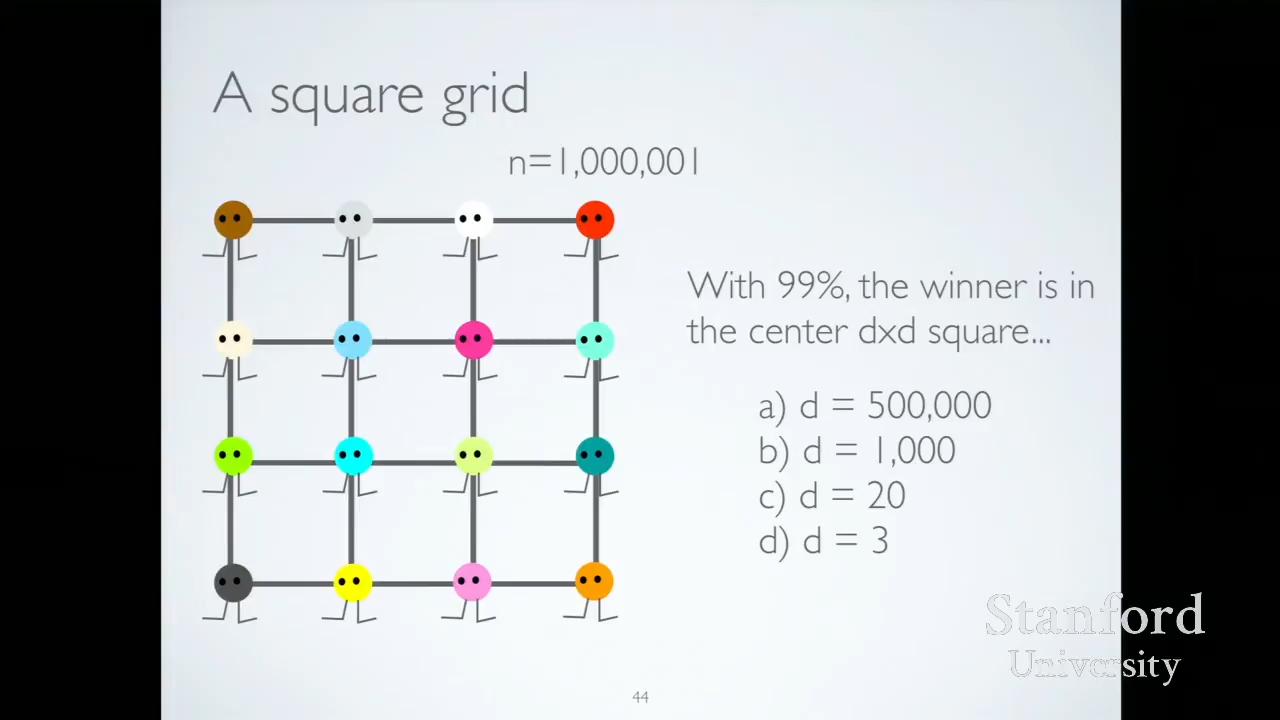 A square grid
n=1,000,001
With 99%, the winner is in
the center dxd square...
a) d = 500,000
b) d = 1,000
c) d = 20
d) d = 3
Stanford
University
44